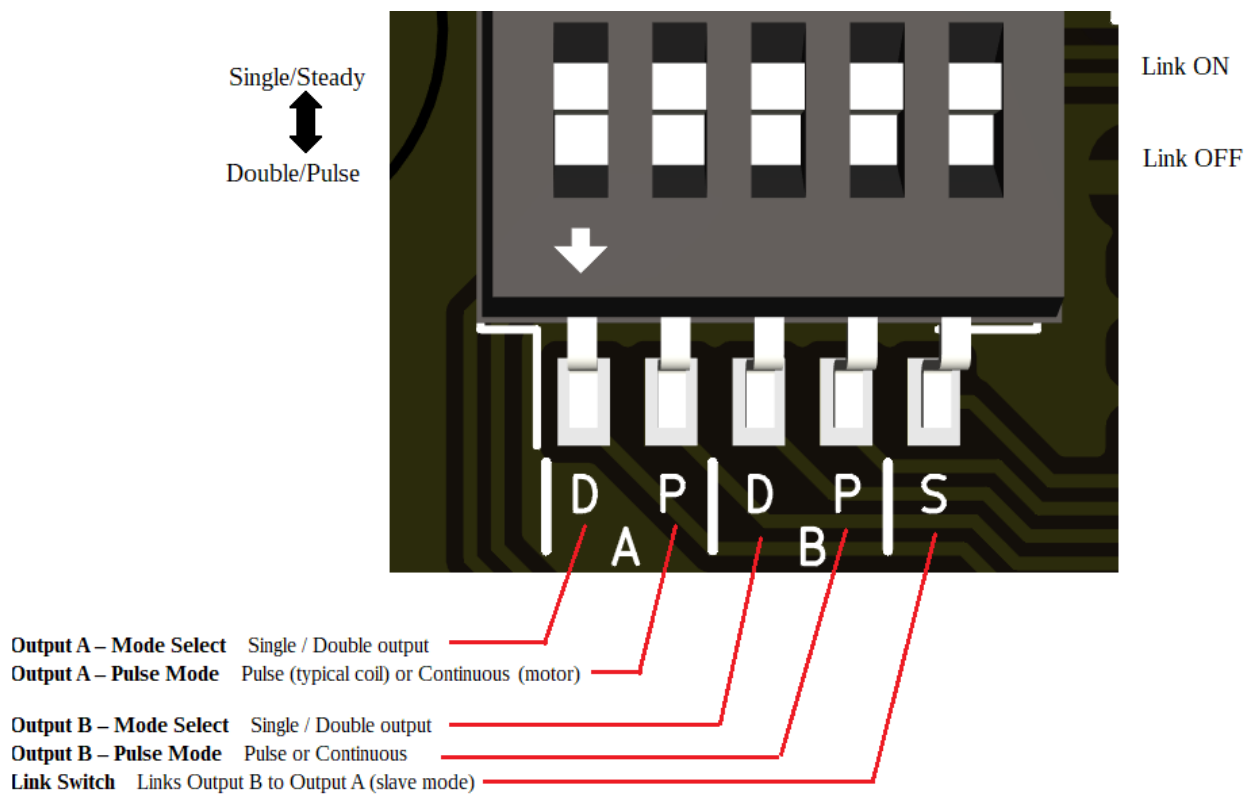 Single/Steady
Link ON
Double/Pulse
Link OFF
D P D P S
A B
Output A – Mode Select Single / Double output
Output A – Pulse Mode Pulse (typical coil) or Continuous (motor)
Output B – Mode Select Single / Double output
Output B – Pulse Mode Pulse or Continuous
Link Switch Links Output B to Output A (slave mode)